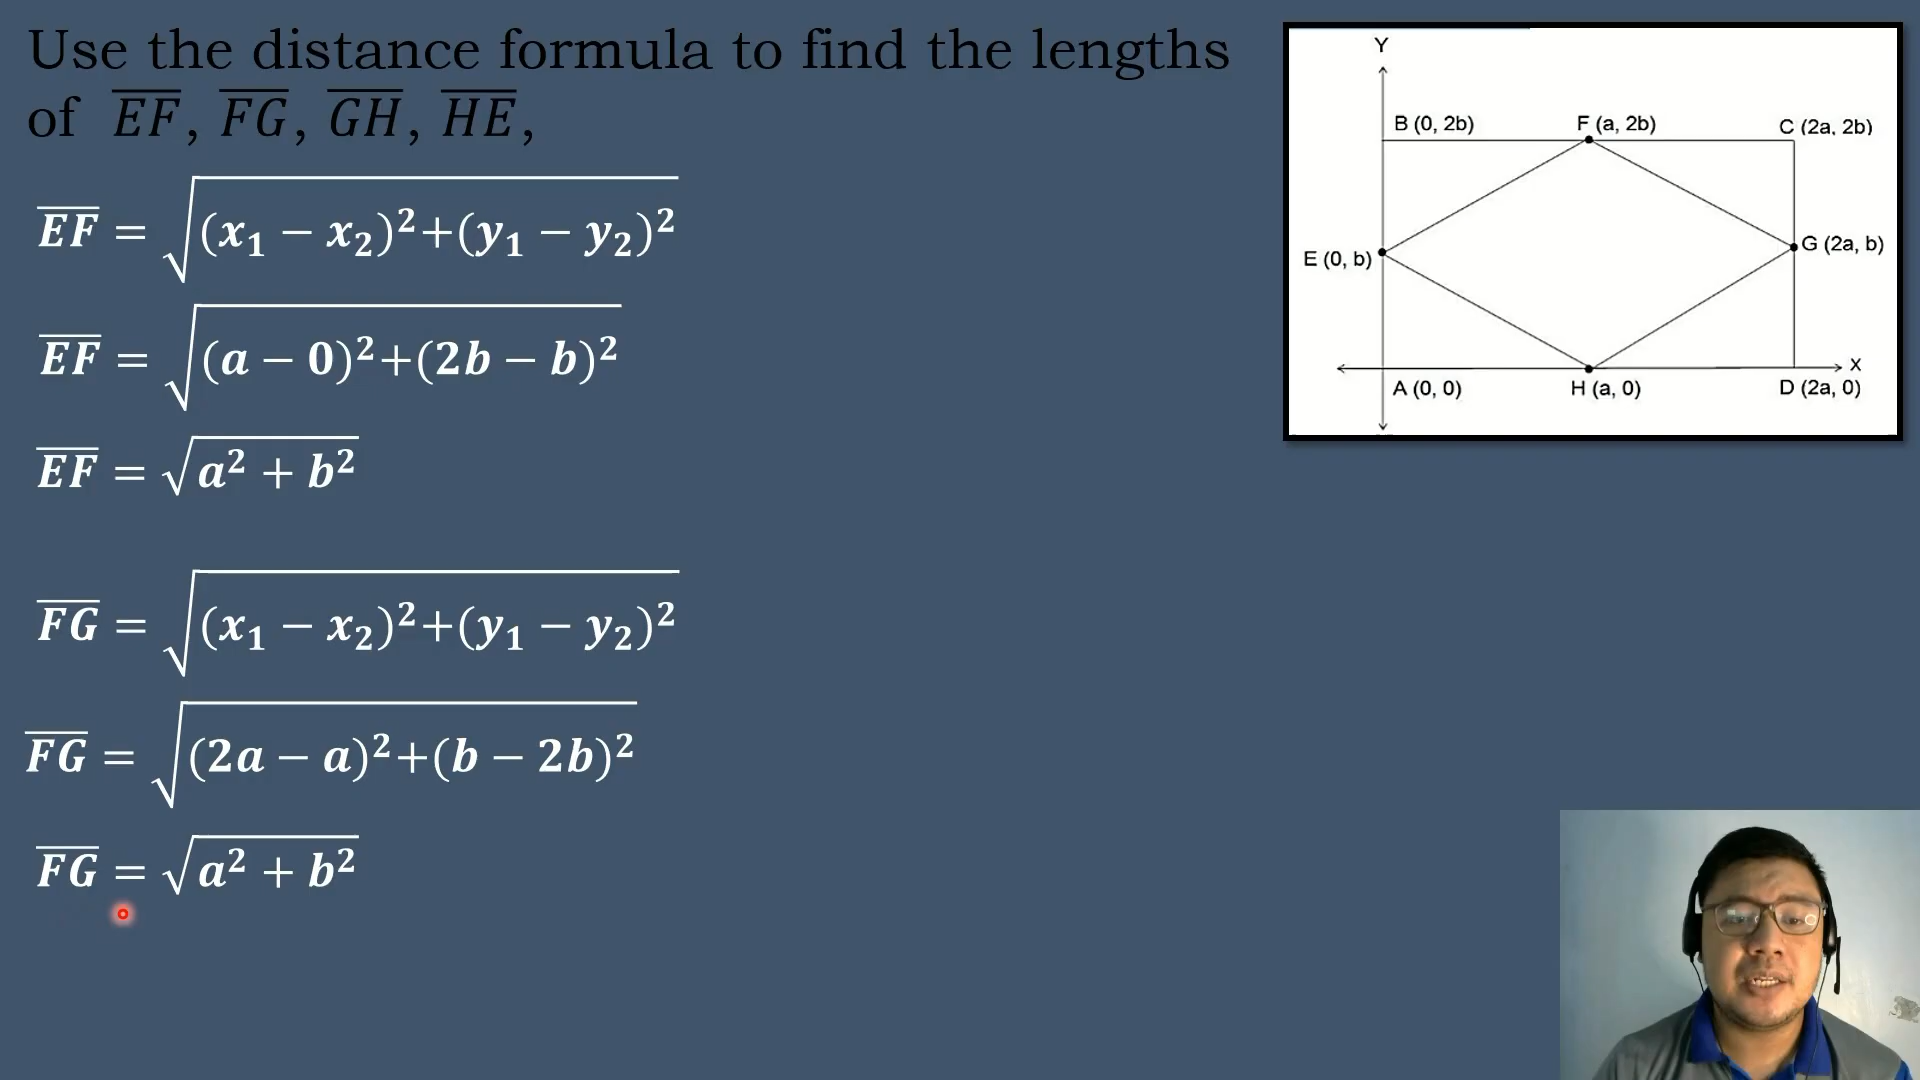 Use the distance formula to find the lengths
of EF, FG, GH, HE,
EF = √(x₁ − x₂)²+(y₁ − y₂)²
EF = √(a − 0)²+(2b − b)²
EF = √a² + b²
FG = √(x₁ − x₂)²+(y₁ − y₂)²
FG = √(2a − a)²+(b − 2b)²
FG = √a² + b²
Y
B (0, 2b) F (a, 2b) C (2a, 2b)
G (2a, b)
E (0, b)
X
A (0, 0) H (a, 0) D (2a, 0)